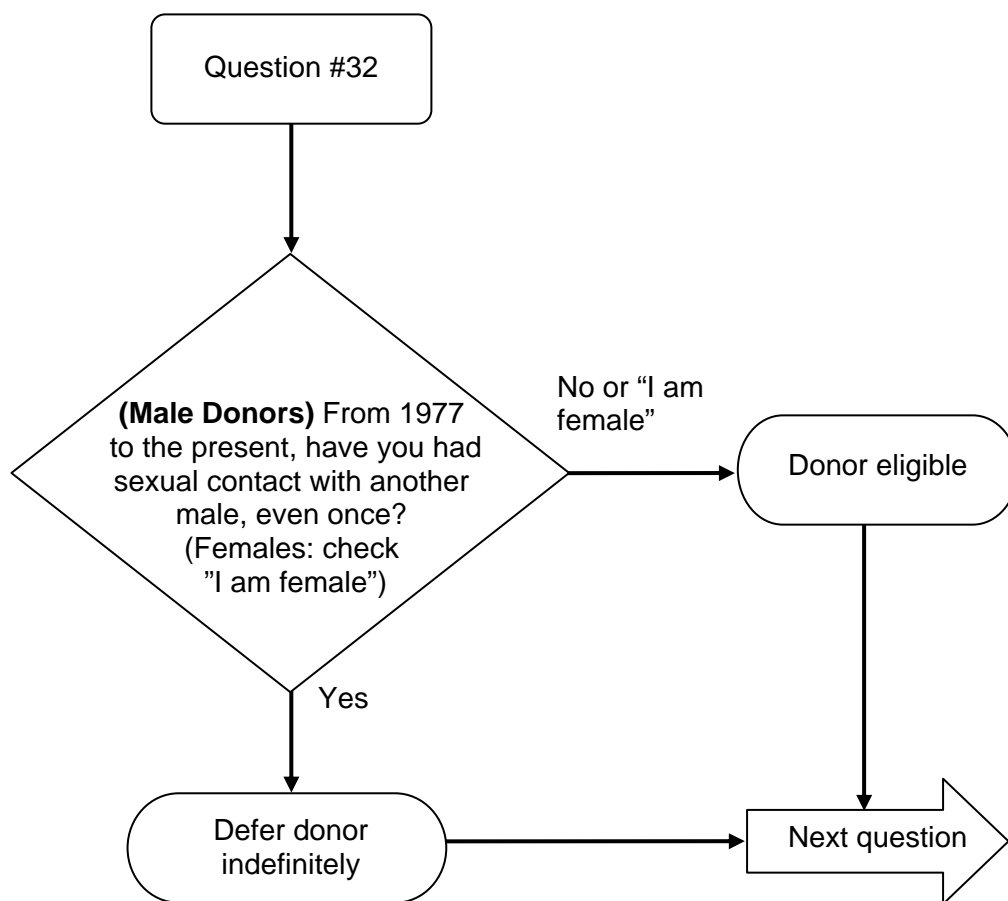 Question #32
(Male Donors) From 1977
to the present, have you had
sexual contact with another
male, even once?
(Females: check
”I am female”)
No or “I am
female”
Donor eligible
Yes
Defer donor
indefinitely
Next question